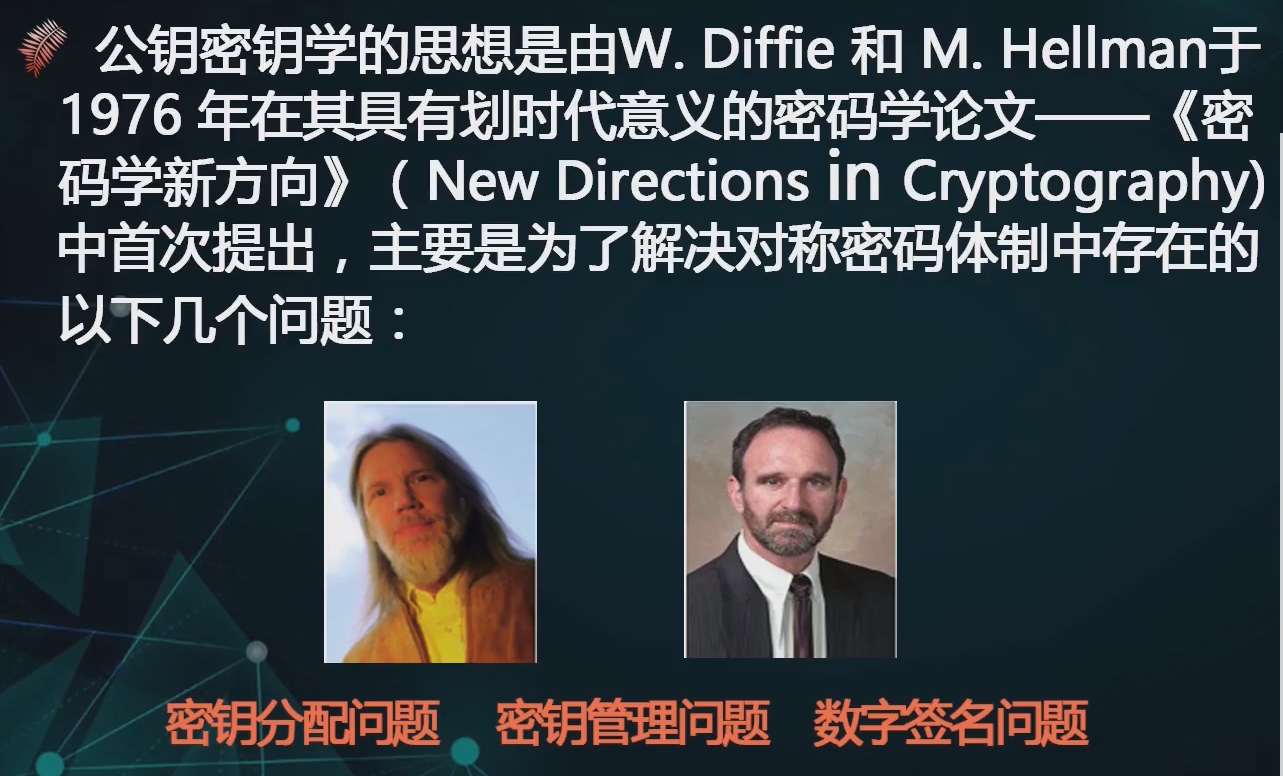 公钥密钥学的思想是由W. Diffie 和 M. Hellman于
1976 年在其具有划时代意义的密码学论文——《密
码学新方向》（ New Directions in Cryptography)
中首次提出，主要是为了解决对称密码体制中存在的
以下几个问题：
密钥分配问题 密钥管理问题 数字签名问题